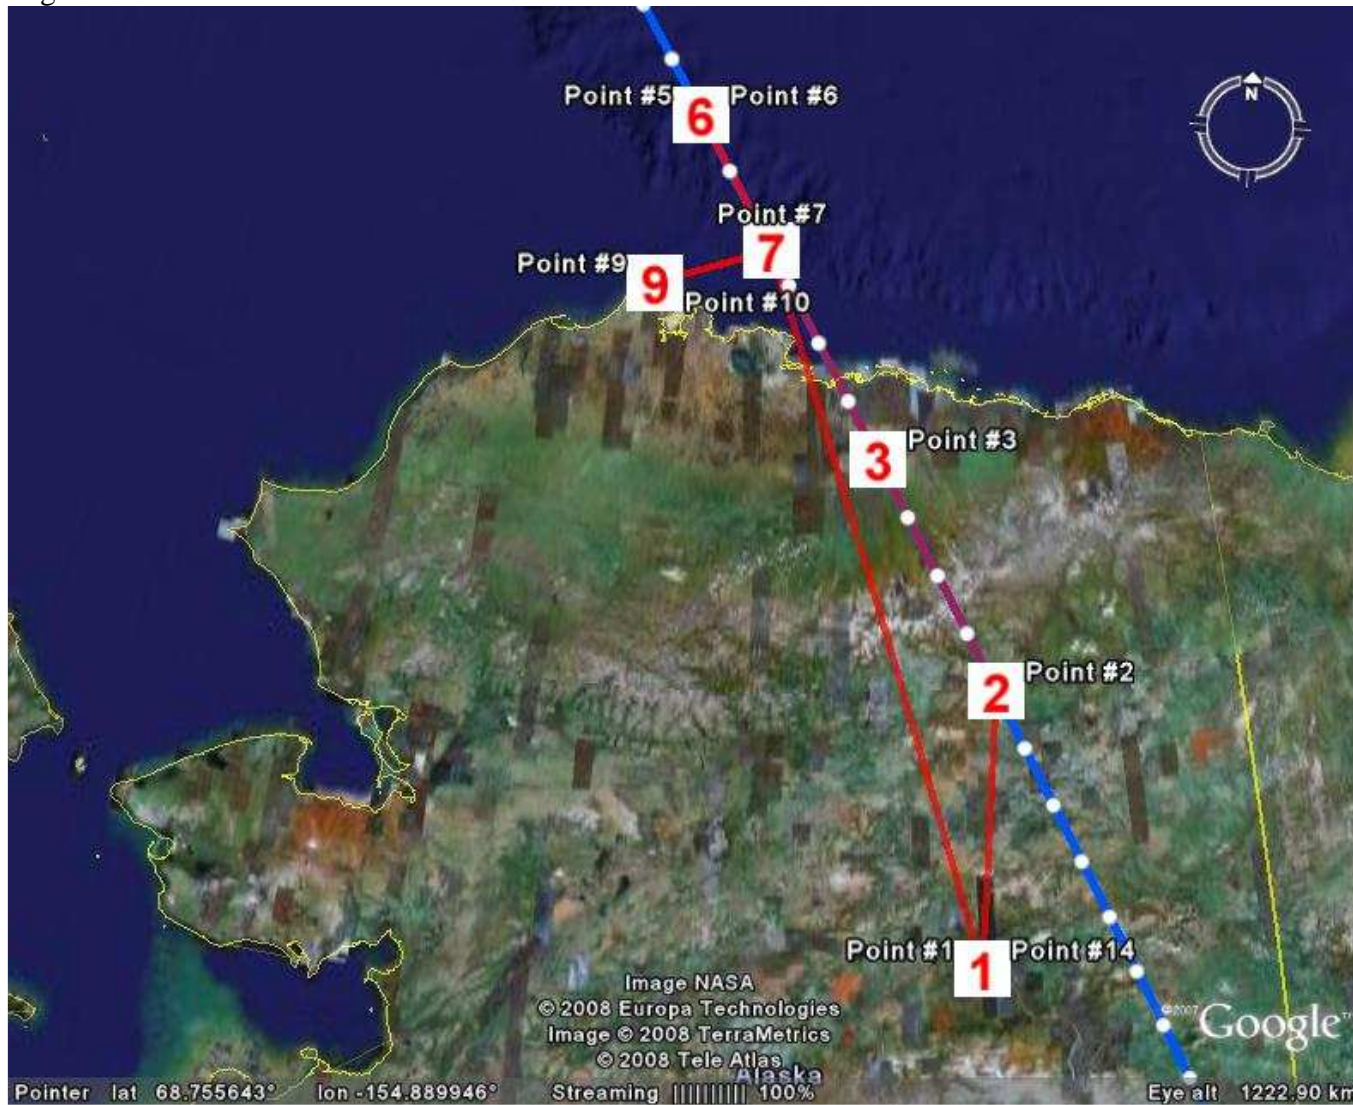 N
Point #5
Point #6
6
Point #7
7
Point #9
9
Point #10
Point #3
3
Point #2
2
Point #1
Point #14
1
Image NASA
© 2008 Europa Technologies
Image © 2008 TerraMetrics
© 2008 Tele Atlas
Alaska
©2007 Google™
Pointer lat 68.755643° lon -154.889946° Streaming |||||||||| 100% Eye alt 1222.90 km